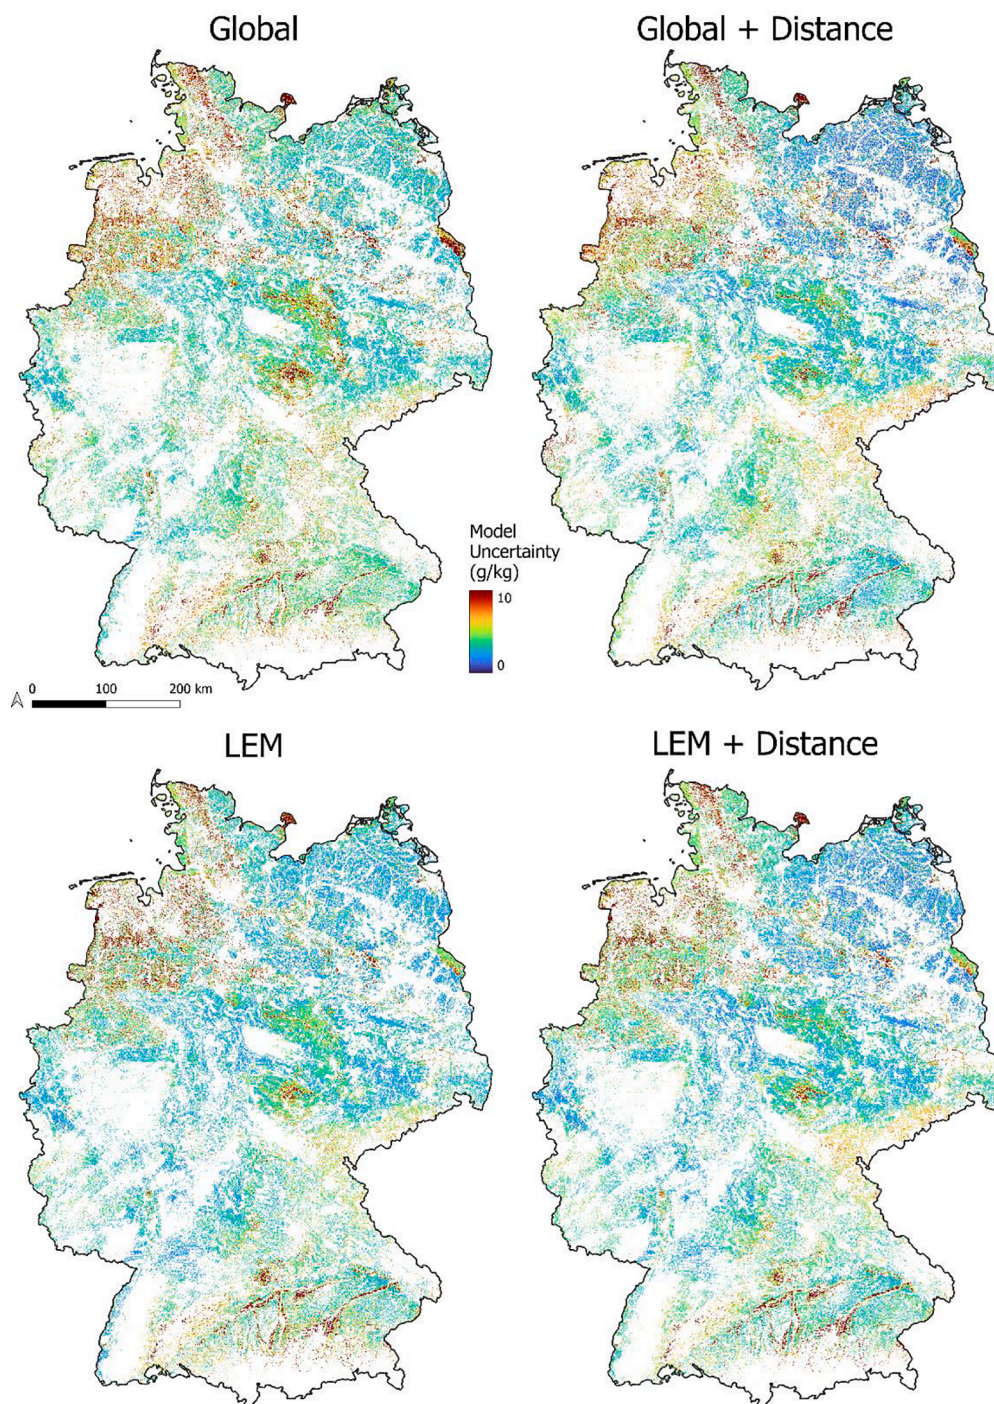 Global
Global + Distance
Model
Uncertainty
(g/kg)
10
0
0 100 200 km
LEM
LEM + Distance